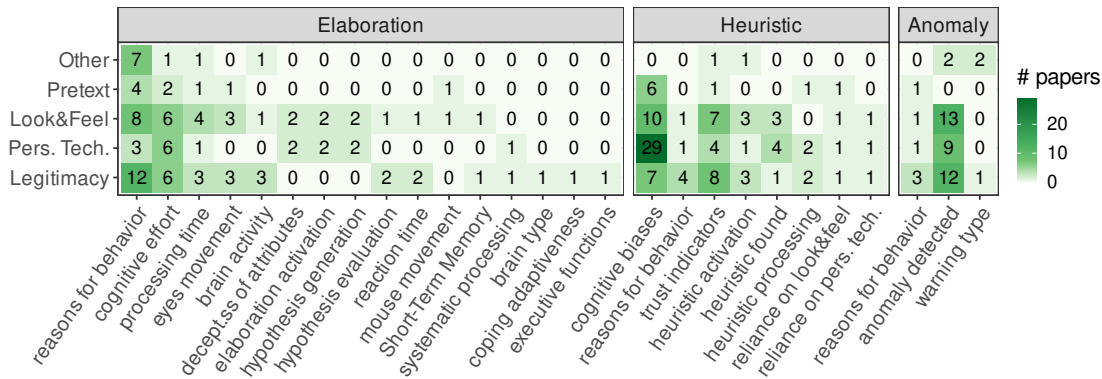 Elaboration Heuristic Anomaly
Other 7 1 1 0 1 0 0 0 0 0 0 0 0 0 0 0 0 0 1 1 0 0 0 0 0 2 2
Pretext 4 2 1 1 0 0 0 0 0 0 1 0 0 0 0 0 6 0 1 0 0 1 1 0 1 0 0
Look&Feel 8 6 4 3 1 2 2 2 1 1 1 1 0 0 0 0 10 1 7 3 3 0 1 1 1 13 0
Pers. Tech. 3 6 1 0 0 2 2 2 0 0 0 0 1 0 0 0 29 1 4 1 4 2 1 1 1 9 0
Legitimacy 12 6 3 3 3 0 0 0 2 2 0 1 1 1 1 1 7 4 8 3 1 2 1 1 3 12 1
reasons for behavior
cognitive effort
processing time
eyes movement
brain activity
decept.ss of attributes
elaboration activation
hypothesis generation
hypothesis evaluation
reaction time
mouse movement
Short-Term Memory
systematic processing
brain type
coping adaptiveness
executive functions
cognitive biases
reasons for behavior
trust indicators
heuristic activation
heuristic found
heuristic processing
reliance on look&feel
reliance on pers. tech.
reasons for behavior
anomaly detected
warning type
# papers
20
10
0